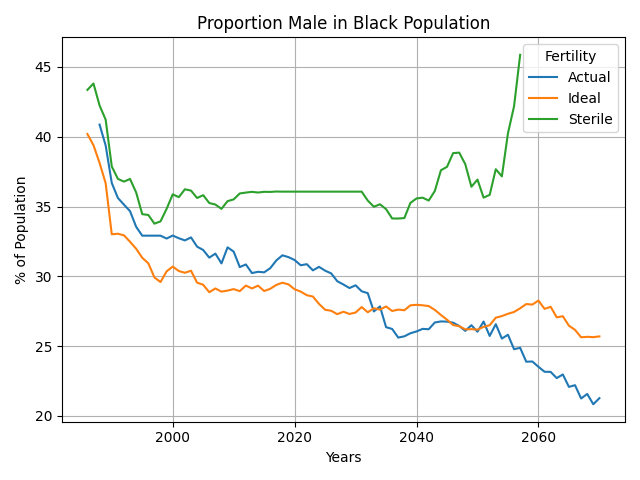 Proportion Male in Black Population
% of Population
45
40
35
30
25
20
Fertility
Actual
Ideal
Sterile
2000
2020
2040
2060
Years